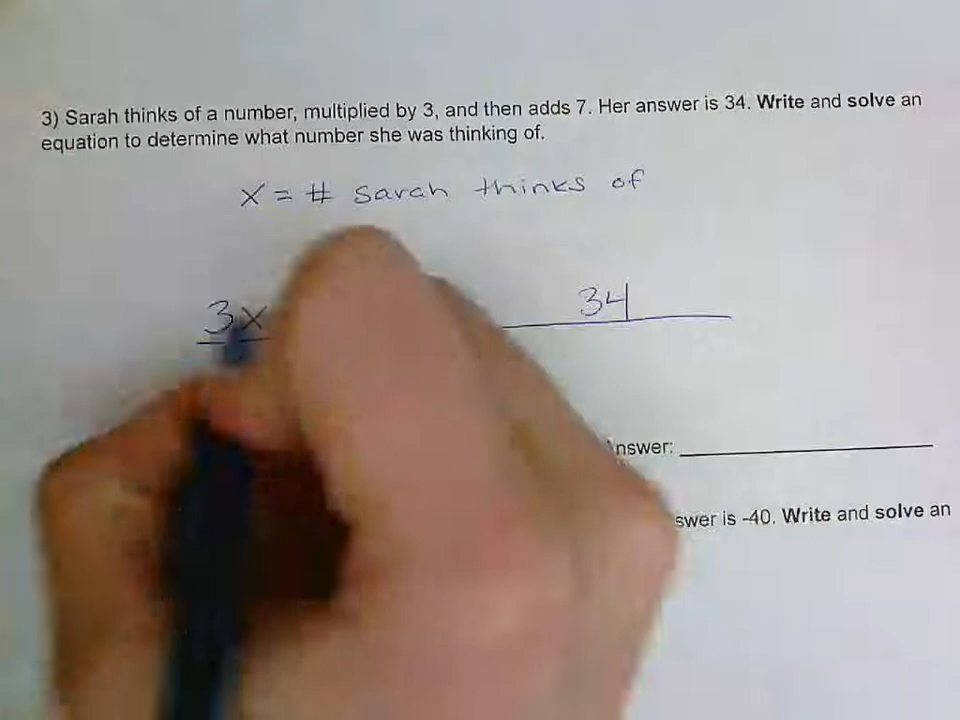 3) Sarah thinks of a number, multiplied by 3, and then adds 7. Her answer is 34. Write and solve an
equation to determine what number she was thinking of.
x = # sarah thinks of
3x 34
nswer:
swer is -40. Write and solve an